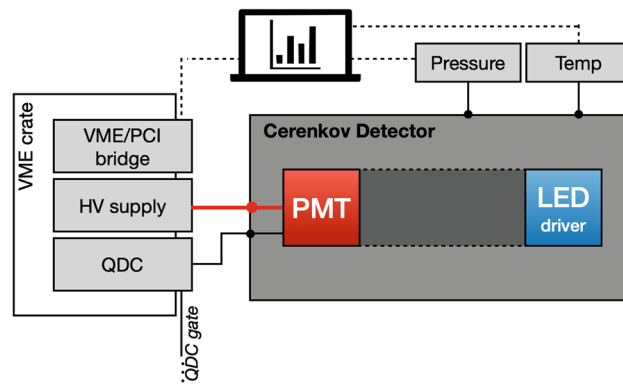 Pressure
Temp
VME crate
VME/PCI
bridge
HV supply
QDC
QDC gate
Cerenkov Detector
PMT
LED
driver